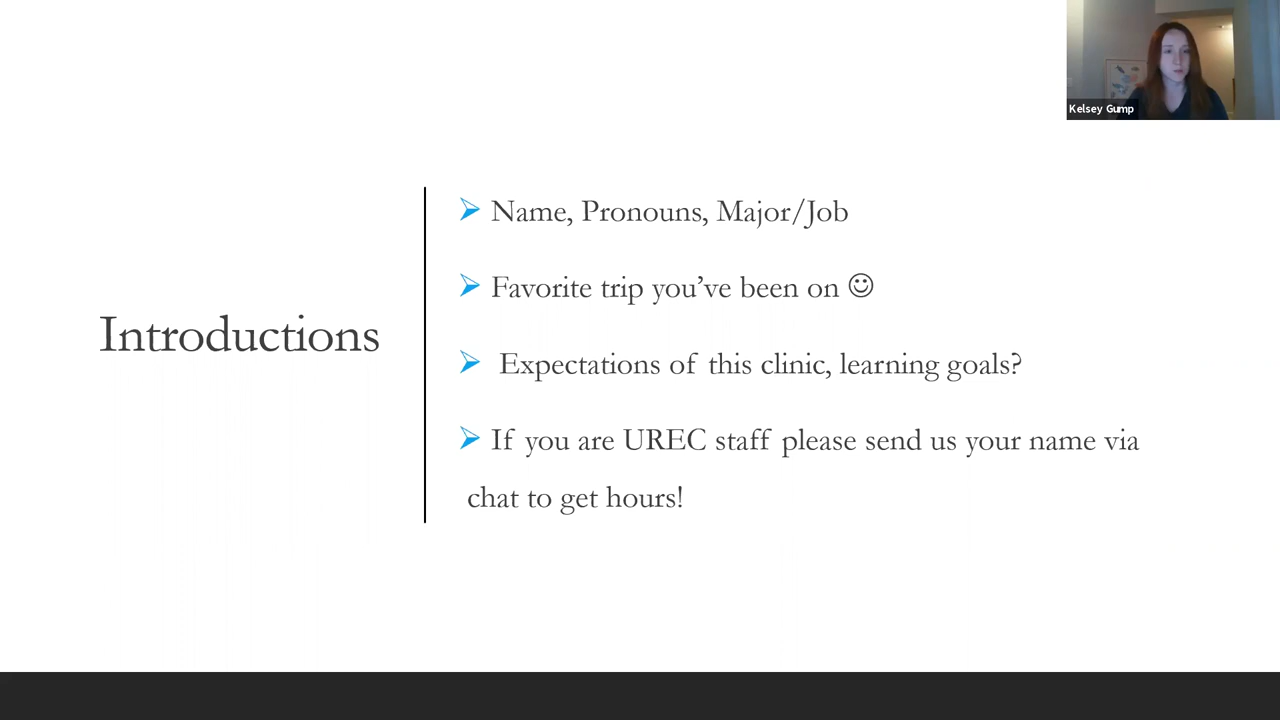 Kelsey Gump
Introductions
Name, Pronouns, Major/Job
Favorite trip you've been on ☺
Expectations of this clinic, learning goals?
If you are UREC staff please send us your name via
chat to get hours!